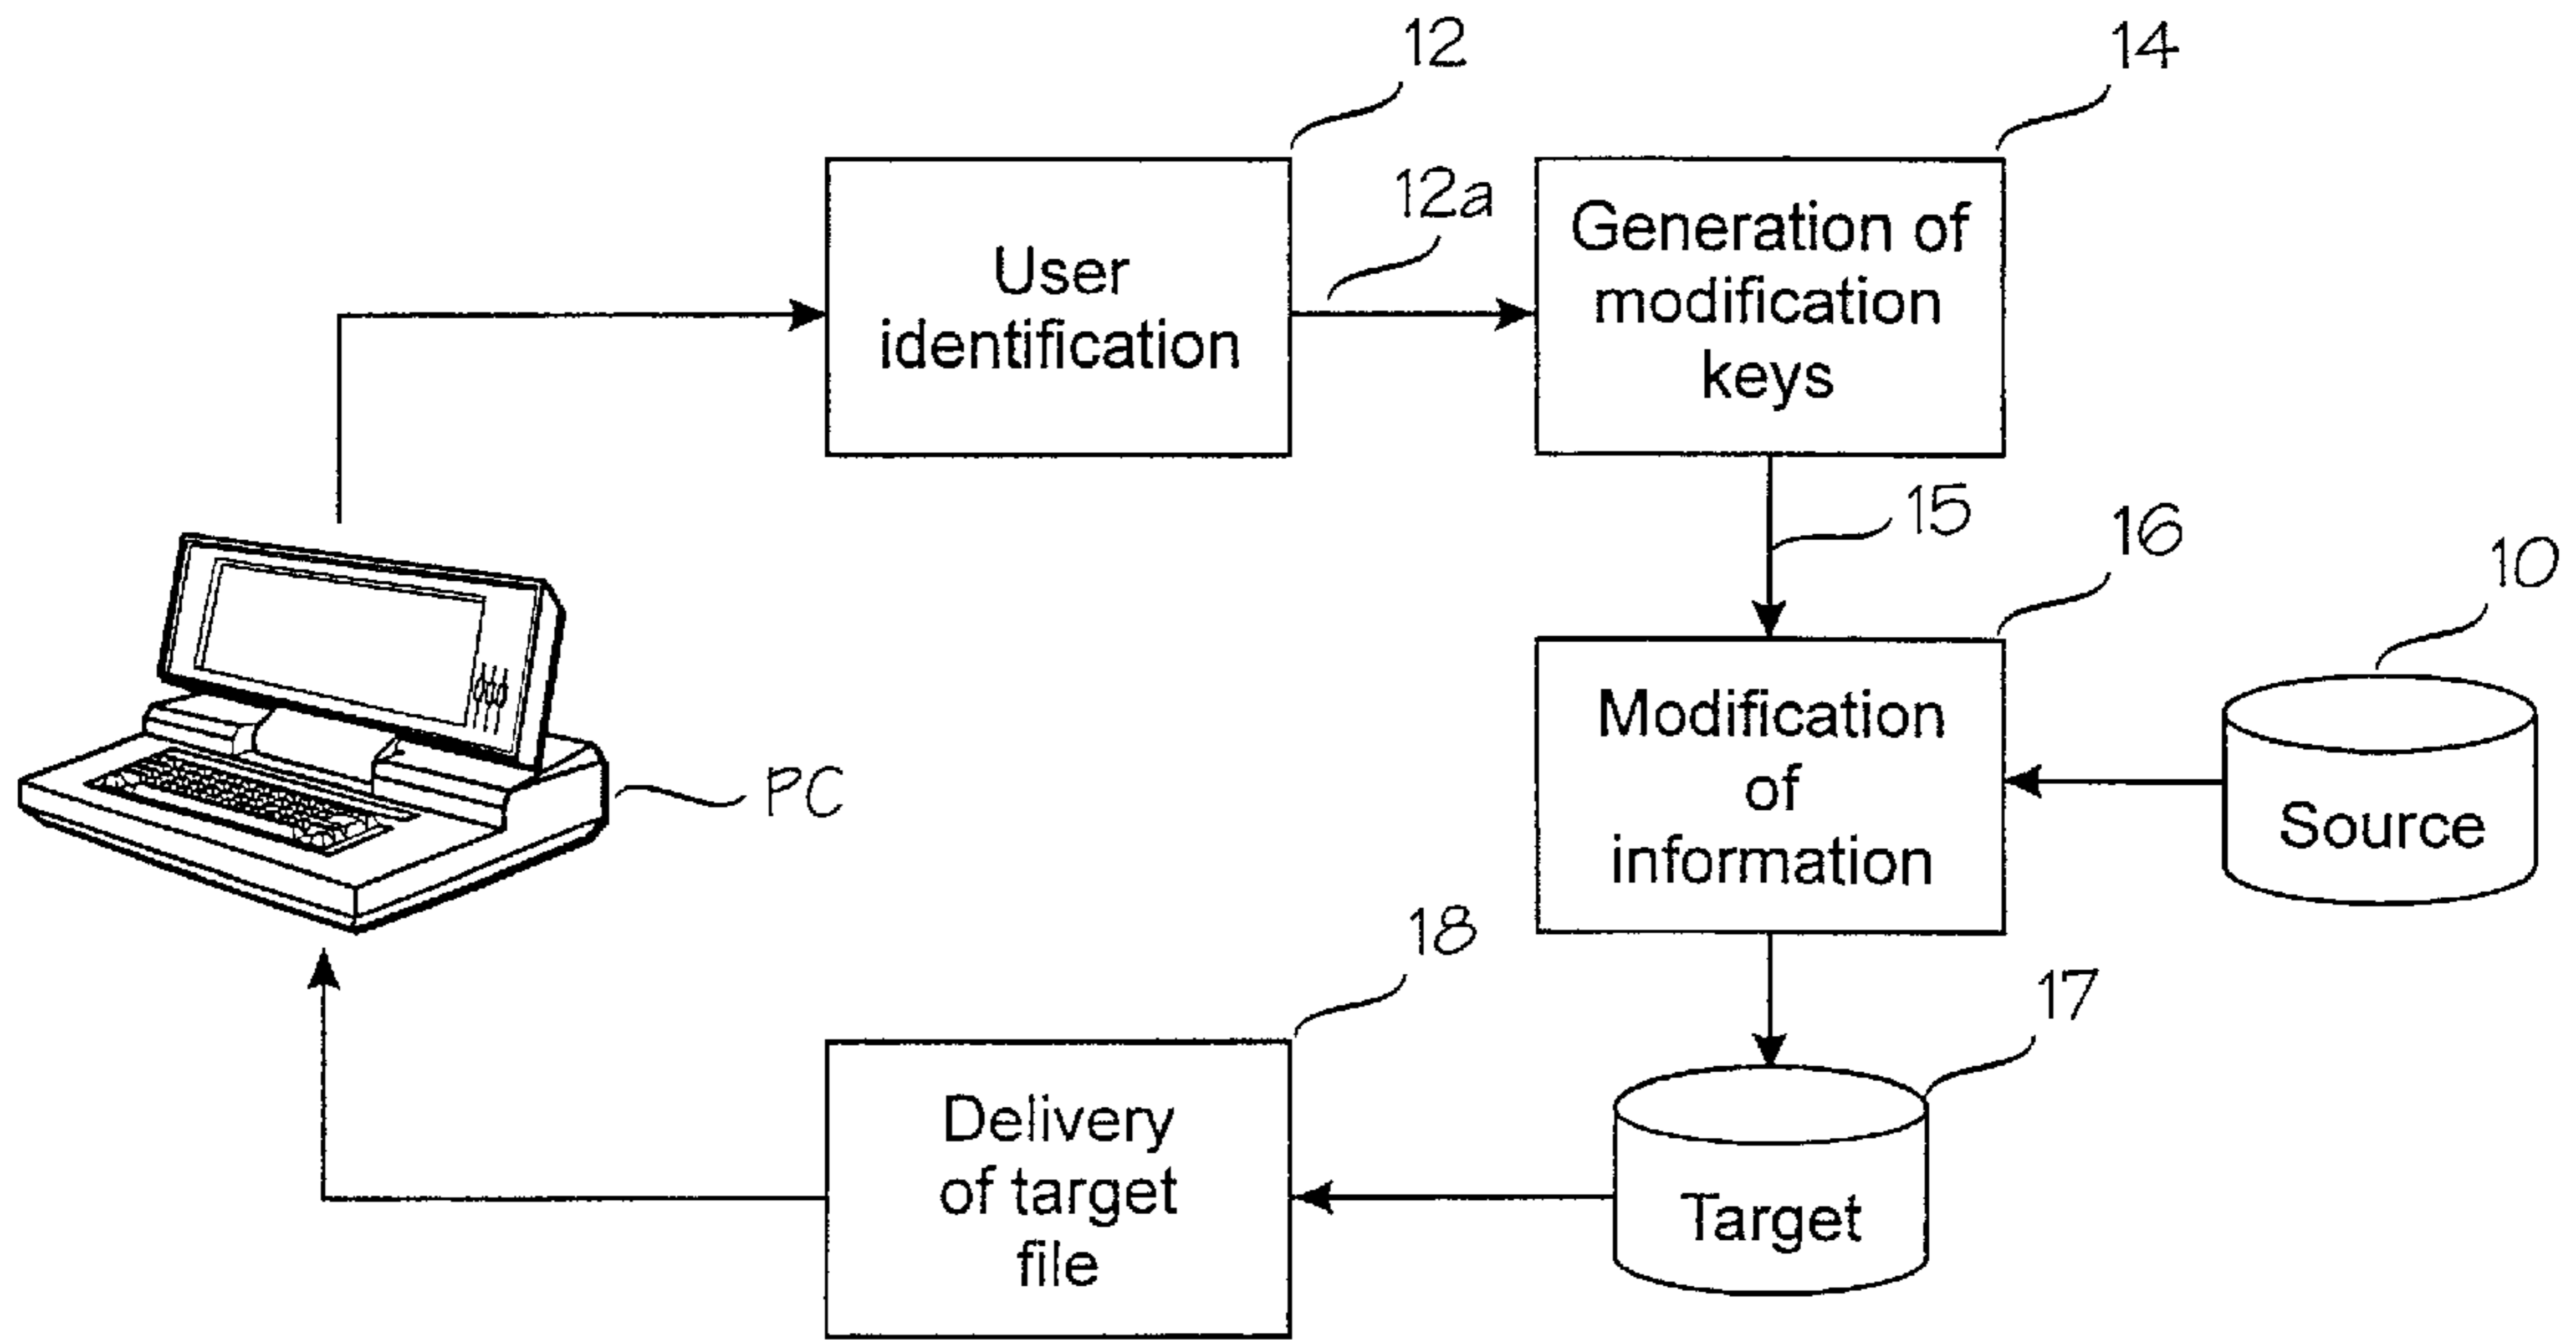 12
14
12a
User
identification
Generation of
modification
keys
15
16
10
PC
Modification
of
information
Source
18
17
Delivery
of target
file
Target